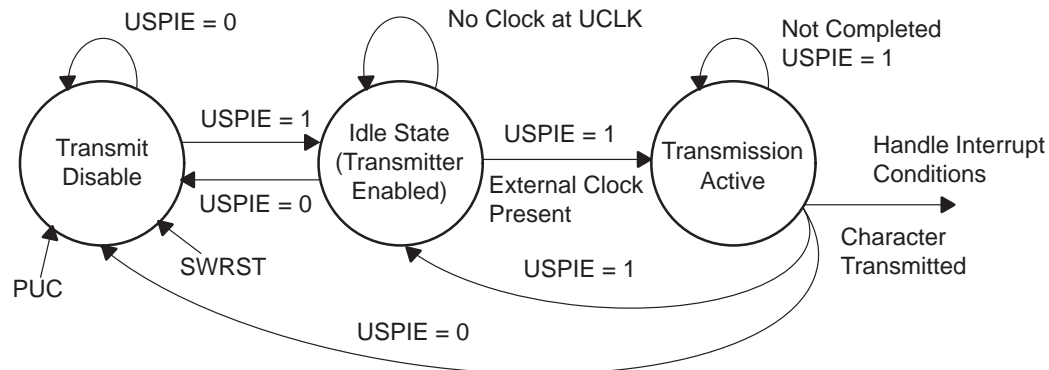 USPIE = 0
No Clock at UCLK
Not Completed
USPIE = 1
Transmit
Disable
USPIE = 1
USPIE = 0
Idle State
(Transmitter
Enabled)
USPIE = 1
External Clock
Present
Transmission
Active
Handle Interrupt
Conditions
Character
Transmitted
PUC
SWRST
USPIE = 1
USPIE = 0